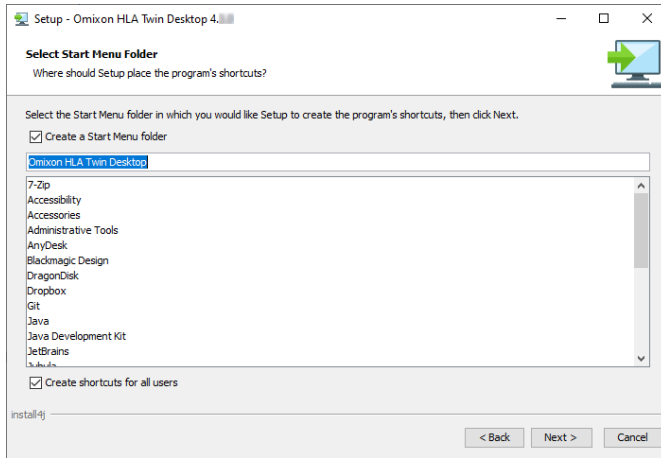 Setup - Omixon HLA Twin Desktop 4.
Select Start Menu Folder
Where should Setup place the program's shortcuts?
Select the Start Menu folder in which you would like Setup to create the program's shortcuts, then click Next.
Create a Start Menu folder
Omixon HLA Twin Desktop
7-Zip
Accessibility
Accessories
Administrative Tools
AnyDesk
Blackmagic Design
DragonDisk
Dropbox
Git
Java
Java Development Kit
JetBrains
Create shortcuts for all users
install4j
< Back Next > Cancel